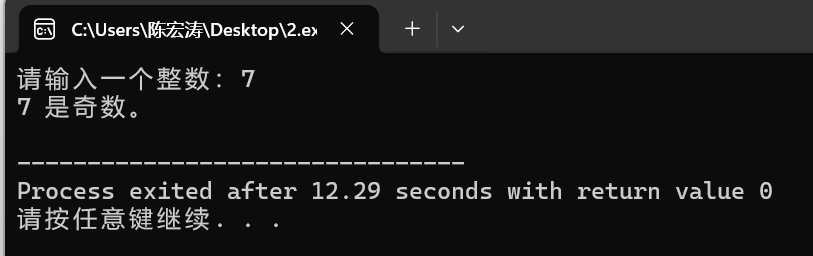 C:\Users\陈宏涛\Desktop\2.ex
请输入一个整数: 7
7 是奇数。
--------------------------------
Process exited after 12.29 seconds with return value 0
请按任意键继续. . .